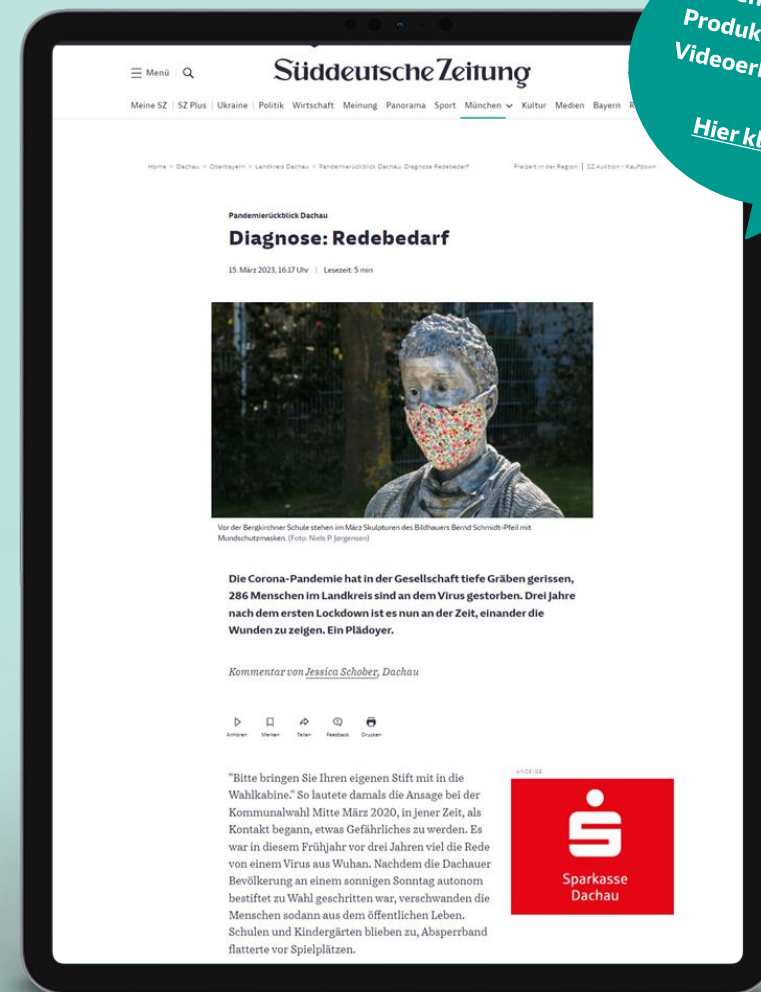 Produk
Videoer
Hier kl
Menü
Süddeutsche Zeitung
Meine SZ | SZ Plus | Ukraine | Politik Wirtschaft Meinung Panorama Sport München Kultur Medien Bayern
Home > Dachau > Oberbayern > Landkreis Dachau > Pandemierückblick Dachau: Diagnose Redebedarf
Freizeit in der Region | SZ Auktion - Kaufdown
Pandemierückblick Dachau
Diagnose: Redebedarf
15. März 2023, 16:17 Uhr | Lesezeit: 5 min
Vor der Bergkirchner Schule stehen im März Skulpturen des Bildhauers Bernd Schmidt-Pfeil mit
Mundschutzmasken. (Foto: Niels P. Jørgensen)
Die Corona-Pandemie hat in der Gesellschaft tiefe Gräben gerissen,
286 Menschen im Landkreis sind an dem Virus gestorben. Drei Jahre
nach dem ersten Lockdown ist es nun an der Zeit, einander die
Wunden zu zeigen. Ein Plädoyer.
Kommentar von Jessica Schober, Dachau
Anhören Merken Teilen Feedback Drucken
"Bitte bringen Sie Ihren eigenen Stift mit in die
Wahlkabine." So lautete damals die Ansage bei der
Kommunalwahl Mitte März 2020, in jener Zeit, als
Kontakt begann, etwas Gefährliches zu werden. Es
war in diesem Frühjahr vor drei Jahren viel die Rede
von einem Virus aus Wuhan. Nachdem die Dachauer
Bevölkerung an einem sonnigen Sonntag autonom
bestiftet zu Wahl geschritten war, verschwanden die
Menschen sodann aus dem öffentlichen Leben.
Schulen und Kindergärten blieben zu, Absperrband
flatterte vor Spielplätzen.
ANZEIGE
Sparkasse
Dachau